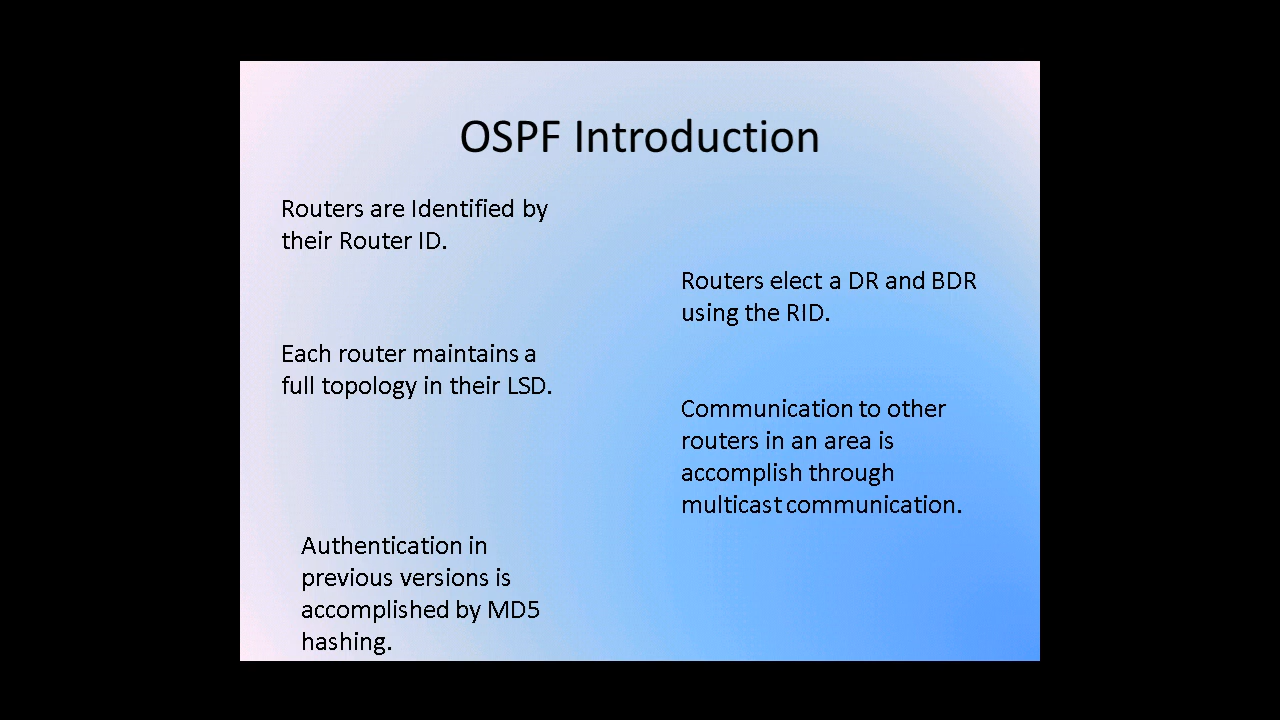 OSPF Introduction
Routers are Identified by
their Router ID.
Routers elect a DR and BDR
using the RID.
Each router maintains a
full topology in their LSD.
Communication to other
routers in an area is
accomplish through
multicast communication.
Authentication in
previous versions is
accomplished by MD5
hashing.